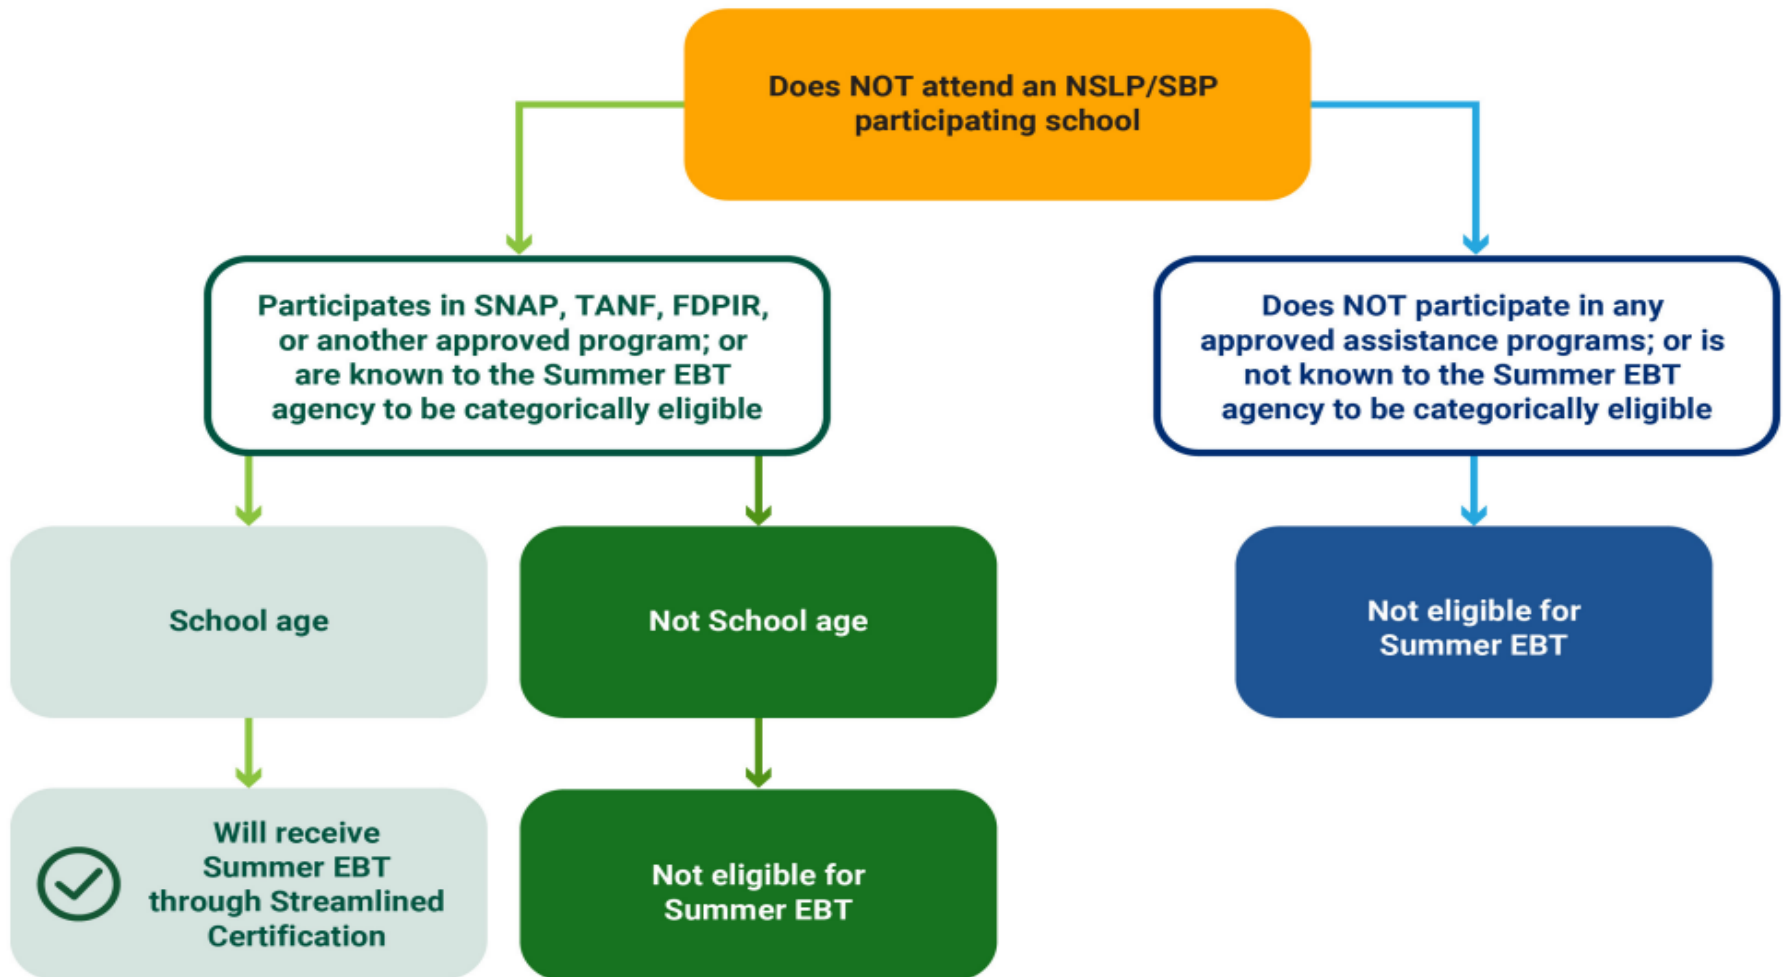 Does NOT attend an NSLP/SBP
participating school
Participates in SNAP, TANF, FDPIR,
or another approved program; or
are known to the Summer EBT
agency to be categorically eligible
Does NOT participate in any
approved assistance programs; or is
not known to the Summer EBT
agency to be categorically eligible
School age
Not School age
Not eligible for
Summer EBT
Will receive
Summer EBT
through Streamlined
Certification
Not eligible for
Summer EBT